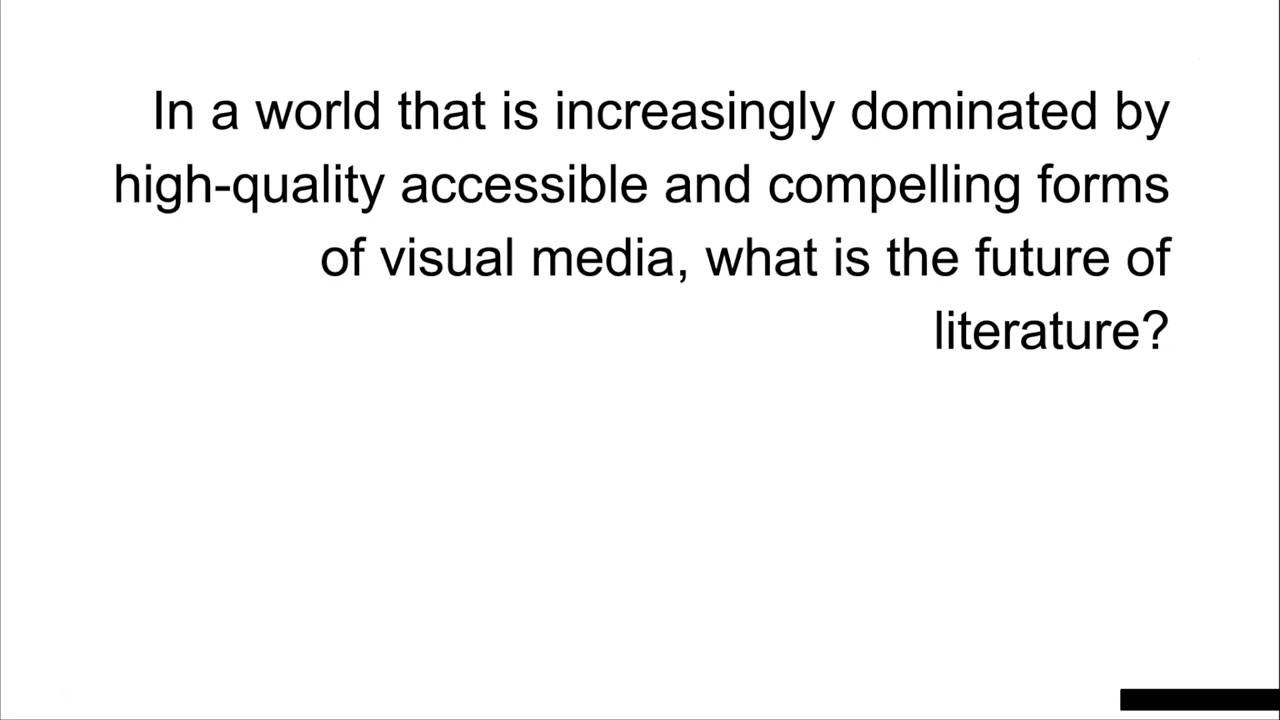 In a world that is increasingly dominated by
high-quality accessible and compelling forms
of visual media, what is the future of
literature?